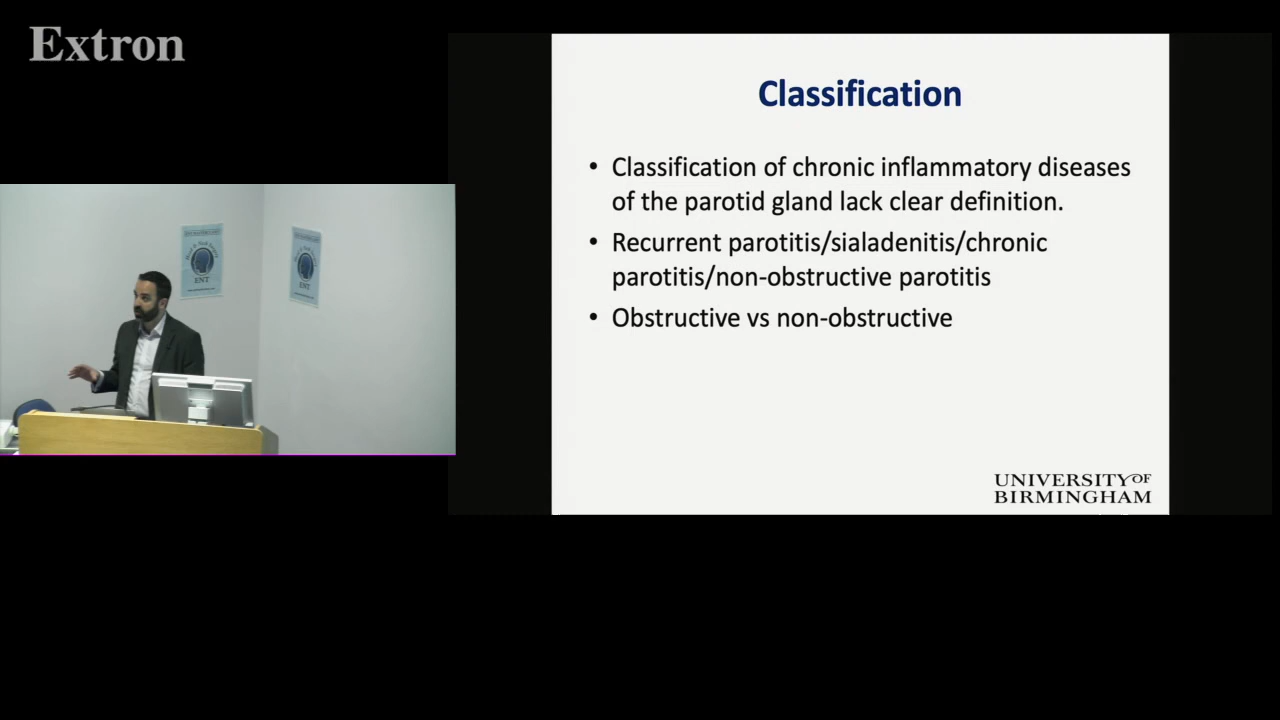 Extron
Classification
• Classification of chronic inflammatory diseases
of the parotid gland lack clear definition.
• Recurrent parotitis/sialadenitis/chronic
parotitis/non-obstructive parotitis
• Obstructive vs non-obstructive
UNIVERSITY OF
BIRMINGHAM
ENT
ENT